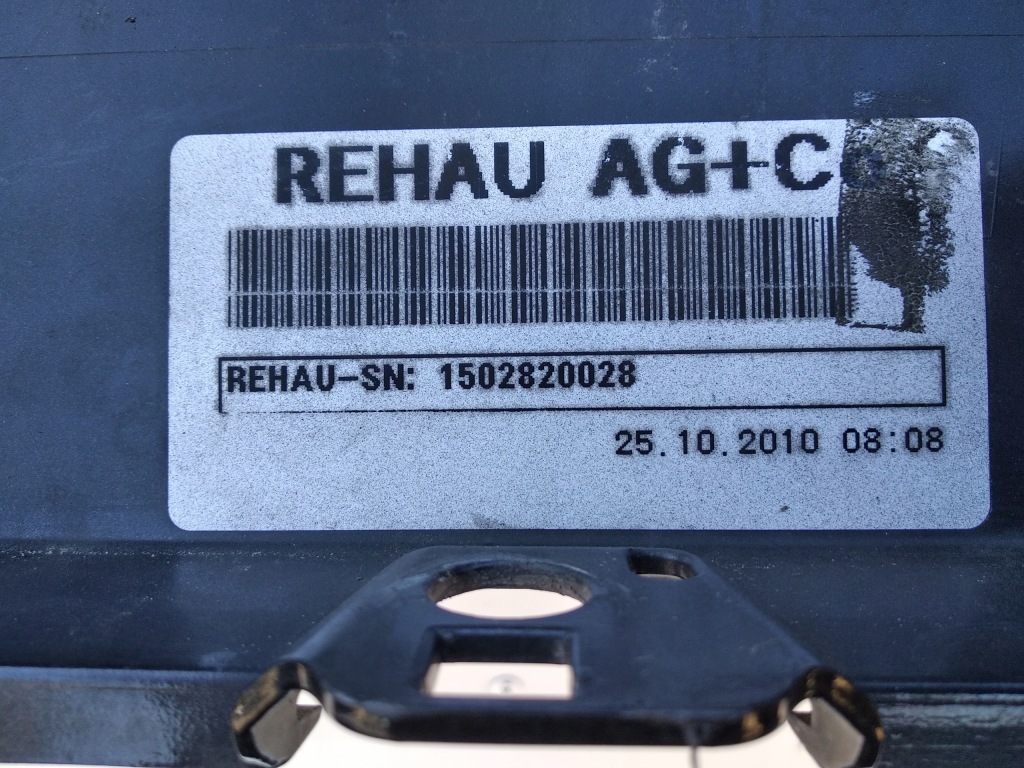 REHAU AG+C
REHAU-SN: 1502820028
25.10.2010 08:08